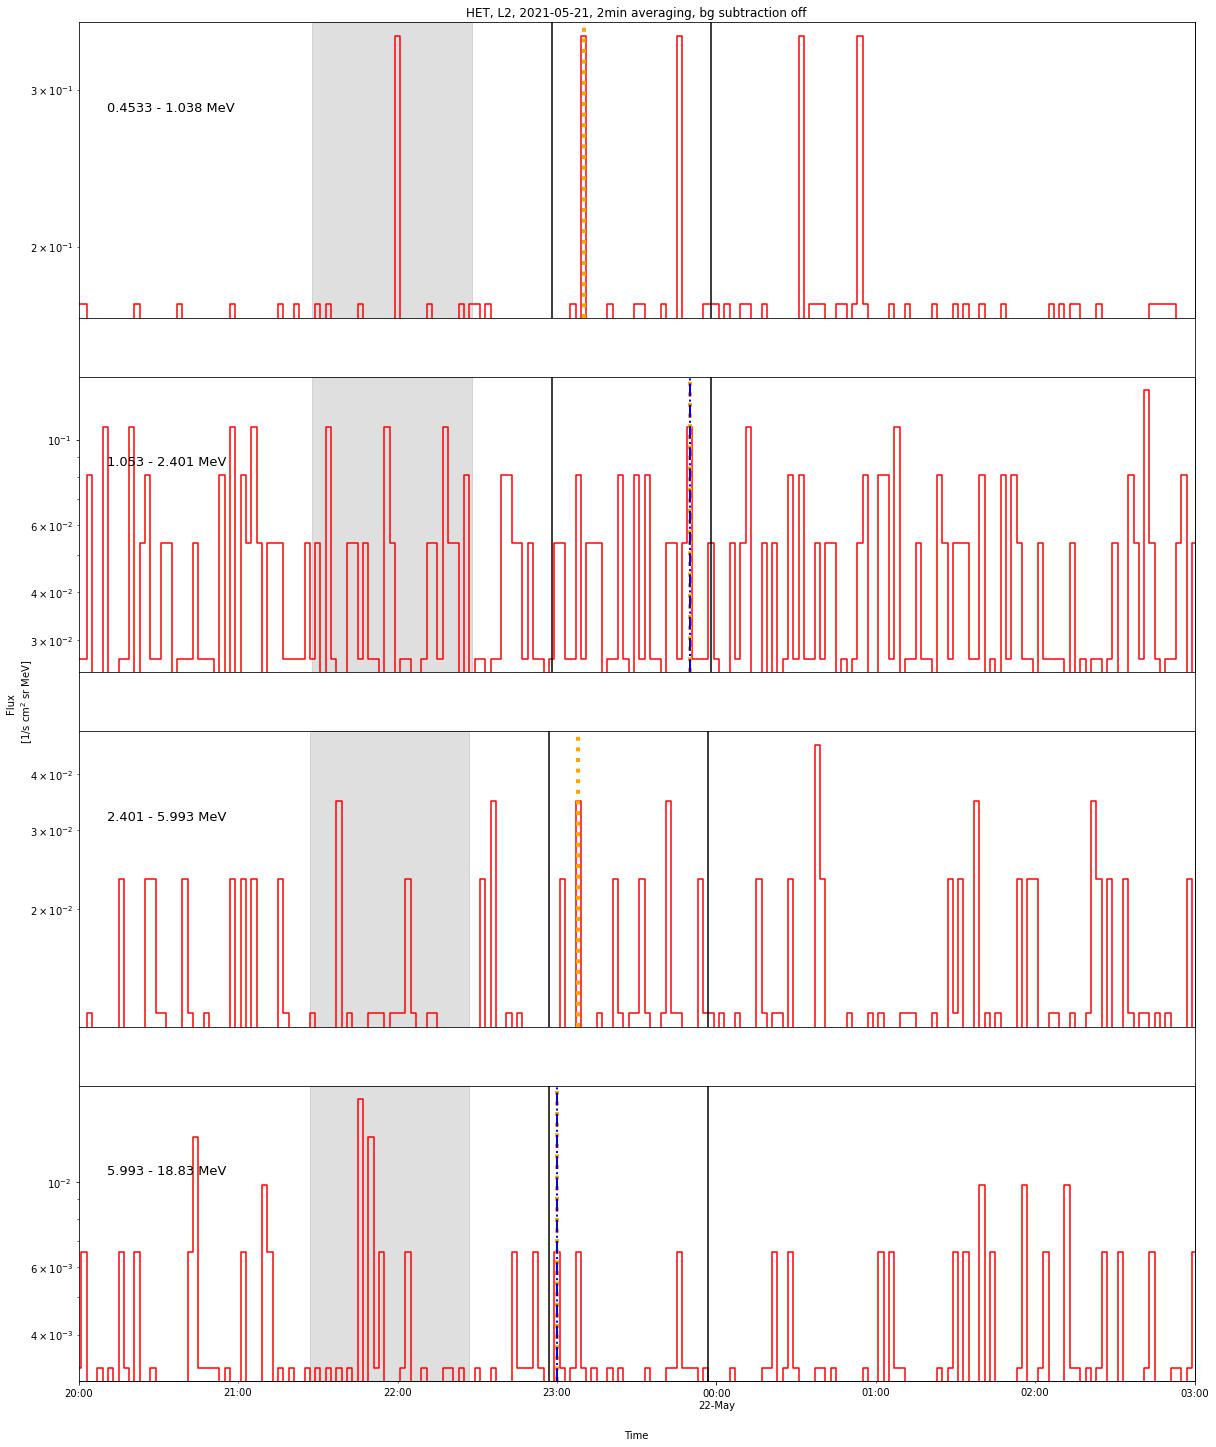 HET, L2, 2021-05-21, 2min averaging, bg subtraction off
3 × 10⁻¹
0.4533 - 1.038 MeV
2 × 10⁻¹
10⁻¹
1.053 - 2.401 MeV
6 × 10⁻²
4 × 10⁻²
3 × 10⁻²
Flux
[1/s cm² sr MeV]
4 × 10⁻²
2.401 - 5.993 MeV
3 × 10⁻²
2 × 10⁻²
5.993 - 18.83 MeV
10⁻²
6 × 10⁻³
4 × 10⁻³
20:00 21:00 22:00 23:00 00:00 01:00 02:00 03:00
22-May
Time